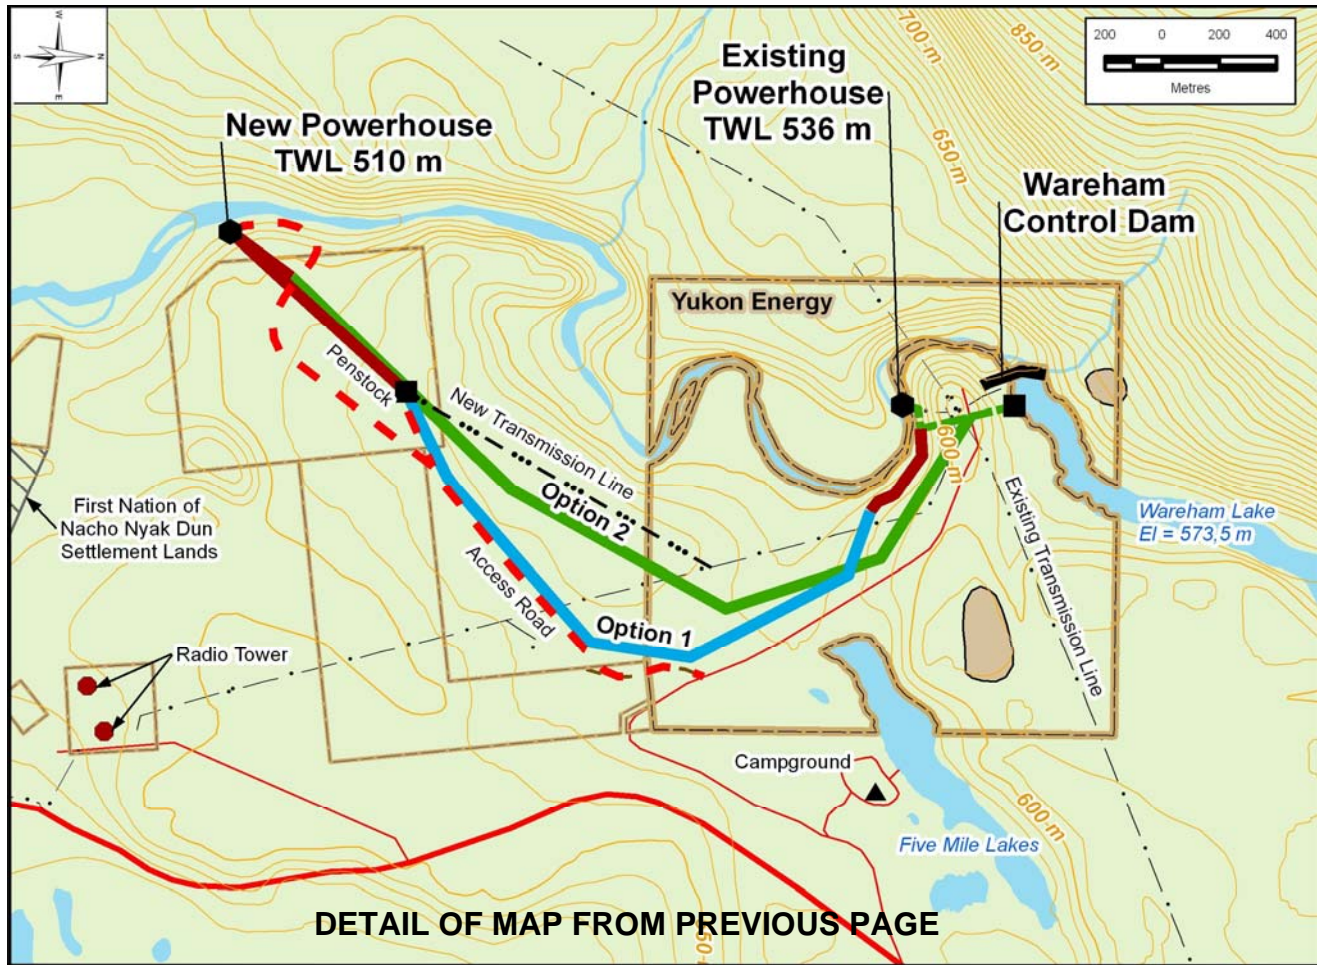 W
S
N
E
700 m
850 m
200 0 200 400
Metres
Existing
Powerhouse
TWL 536 m
New Powerhouse
TWL 510 m
650 m
Wareham
Control Dam
Yukon Energy
Penstock
New Transmission Line
Option 2
600 m
Existing Transmission Line
First Nation of
Nacho Nyak Dun
Settlement Lands
Wareham Lake
El = 573,5 m
Access Road
Option 1
Radio Tower
Campground
600 m
Five Mile Lakes
DETAIL OF MAP FROM PREVIOUS PAGE